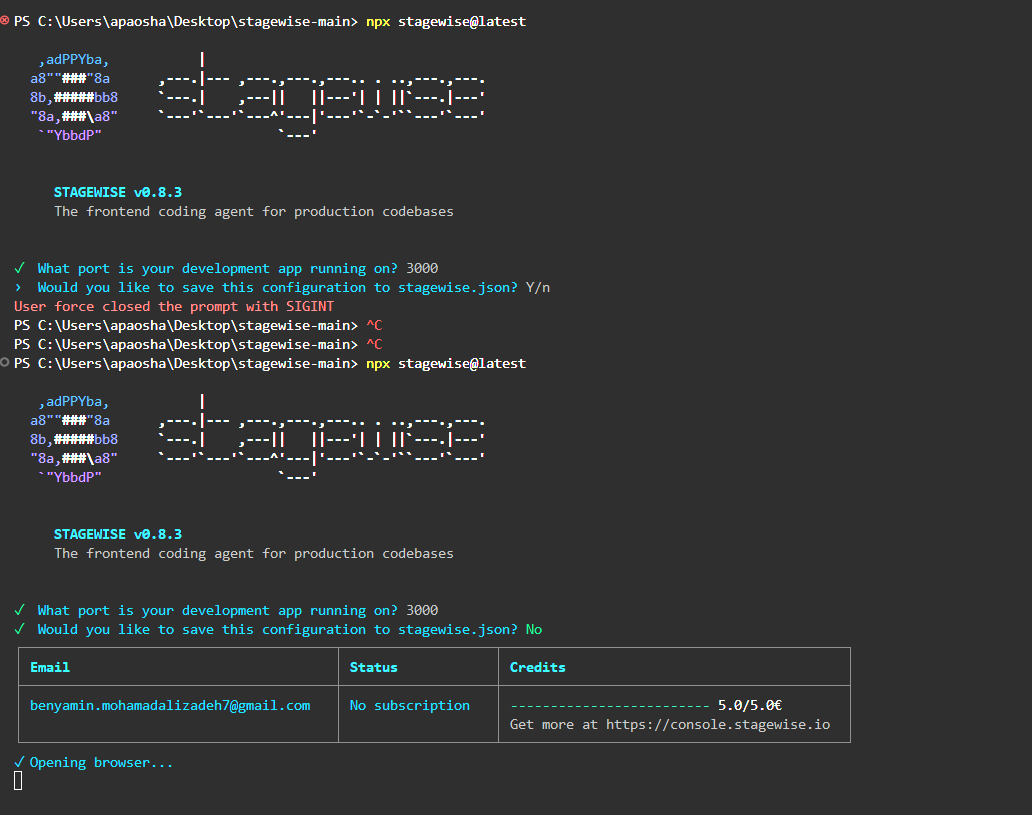 PS C:\Users\apaosha\Desktop\stagewise-main> npx stagewise@latest
,adPPYba,            |
a8""###"8a      ,---.|--- ,---.,---.,---.. . ..,---.,---.
8b,#####bb8     `---.|    ,---||   ||---'| | ||`---.|---'
"8a,###\a8"     `---'`---'`---^'---|'---'`-`-'``---'`---'
`"YbbdP"                       `---'
STAGEWISE v0.8.3
The frontend coding agent for production codebases
✓ What port is your development app running on? 3000
› Would you like to save this configuration to stagewise.json? Y/n
User force closed the prompt with SIGINT
PS C:\Users\apaosha\Desktop\stagewise-main> ^C
PS C:\Users\apaosha\Desktop\stagewise-main> ^C
PS C:\Users\apaosha\Desktop\stagewise-main> npx stagewise@latest
,adPPYba,            |
a8""###"8a      ,---.|--- ,---.,---.,---.. . ..,---.,---.
8b,#####bb8     `---.|    ,---||   ||---'| | ||`---.|---'
"8a,###\a8"     `---'`---'`---^'---|'---'`-`-'``---'`---'
`"YbbdP"                       `---'
STAGEWISE v0.8.3
The frontend coding agent for production codebases
✓ What port is your development app running on? 3000
✓ Would you like to save this configuration to stagewise.json? No
Email Status Credits
benyamin.mohamadalizadeh7@gmail.com No subscription ------------------------- 5.0/5.0€
Get more at https://console.stagewise.io
✓ Opening browser...